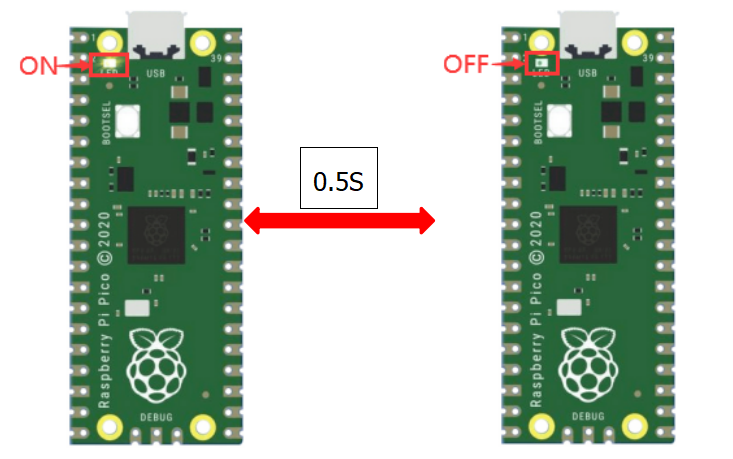 ON
1
LED
USB
39
BOOTSEL
Raspberry Pi Pico ©2020
DEBUG
0.5S
OFF
1
LED
USB
39
BOOTSEL
Raspberry Pi Pico ©2020
DEBUG